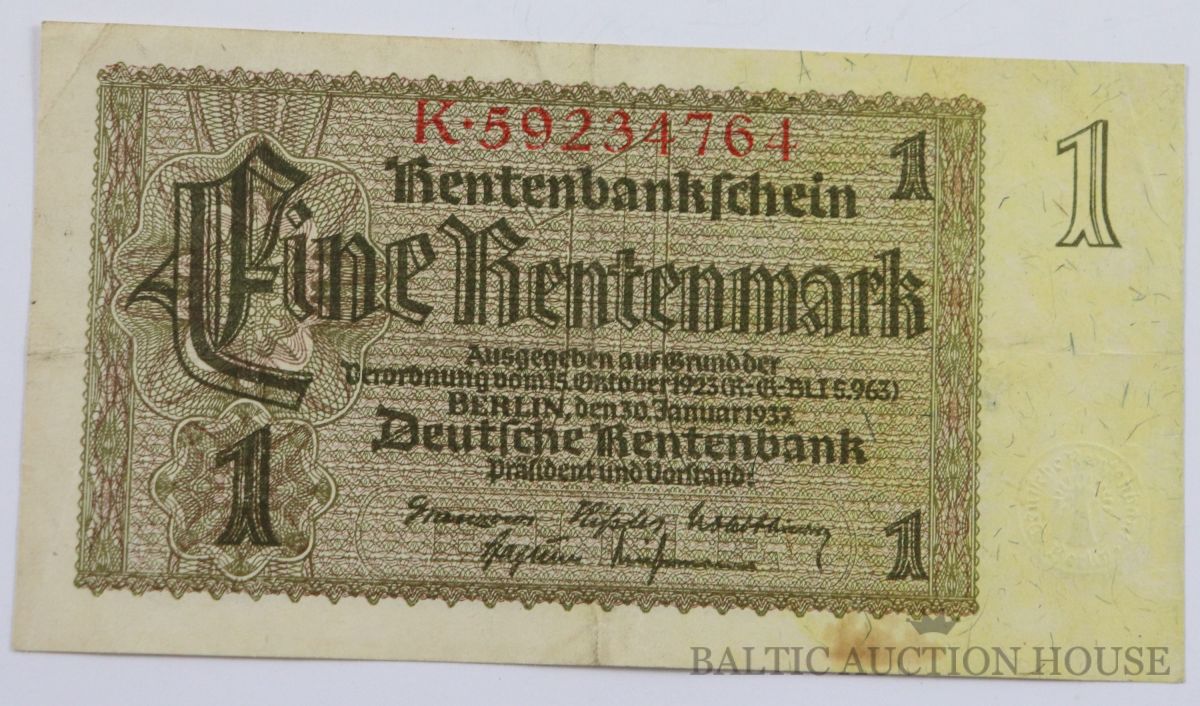 K·59234764
1
1
Rentenbankschein
Eine Rentenmark
Ausgegeben auf Grund der
Verordnung vom 15. Oktober 1923 (R.-G.-Bl. I S. 963)
BERLIN, den 30. Januar 1937
Deutsche Rentenbank
Präsident und Vorstand:
1
1
BALTIC AUCTION HOUSE